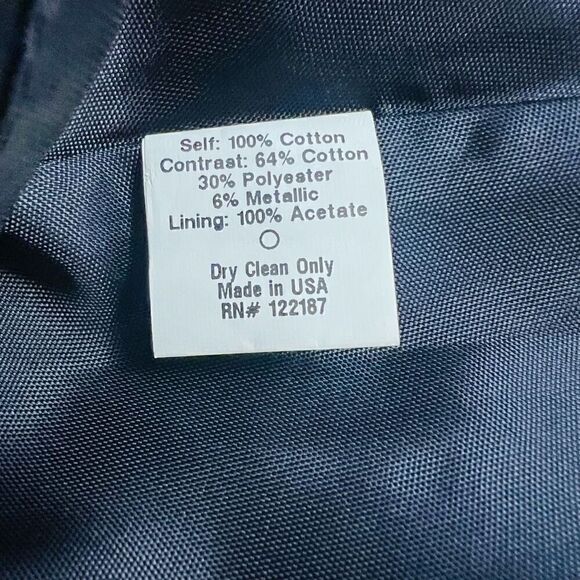 Self: 100% Cotton
Contrast: 64% Cotton
30% Polyester
6% Metallic
Lining: 100% Acetate
Dry Clean Only
Made in USA
RN# 122187